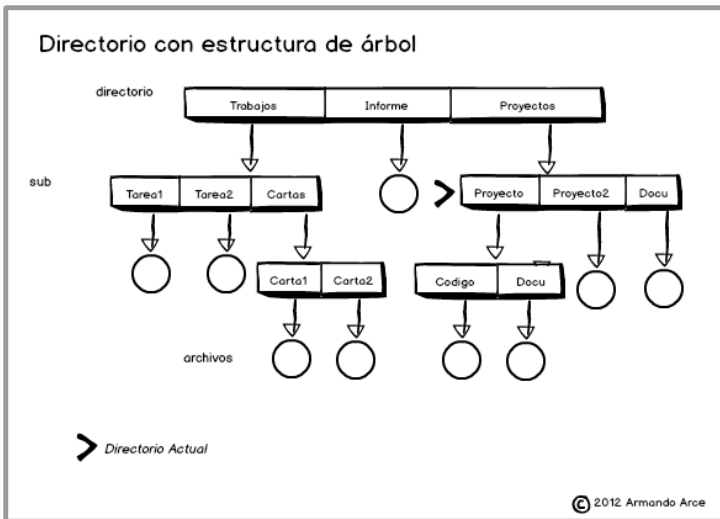 Directorio con estructura de árbol
directorio
Trabajos Informe Proyectos
sub
Tarea1 Tarea2 Cartas
Proyecto Proyecto2 Docu
Carta1 Carta2
Codigo Docu
archivos
Directorio Actual
© 2012 Armando Arce